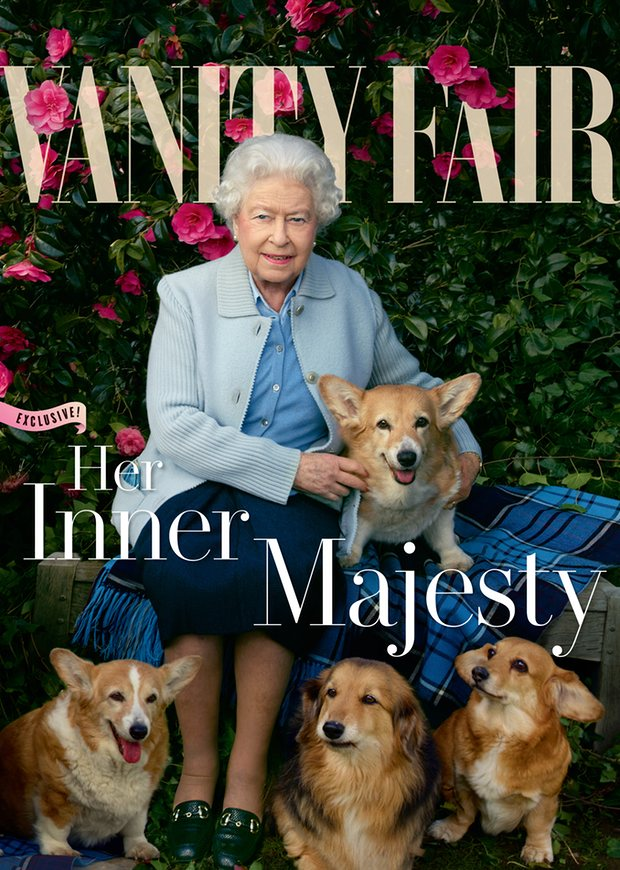 VANITY FAIR
EXCLUSIVE!
Her
Inner
Majesty